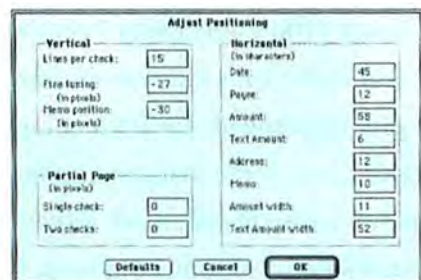 Adjust Positioning
Vertical
Lines per check: 15
Fine tuning: -27
(in pixels)
Memo position: -30
(in pixels)
Partial Page
(in pixels)
Single check: 0
Two checks: 0
Horizontal
(in characters)
Date: 45
Payee: 12
Amount: 58
Text Amount: 6
Address: 12
Memo: 10
Amount width: 11
Text Amount width: 52
Defaults
Cancel
OK